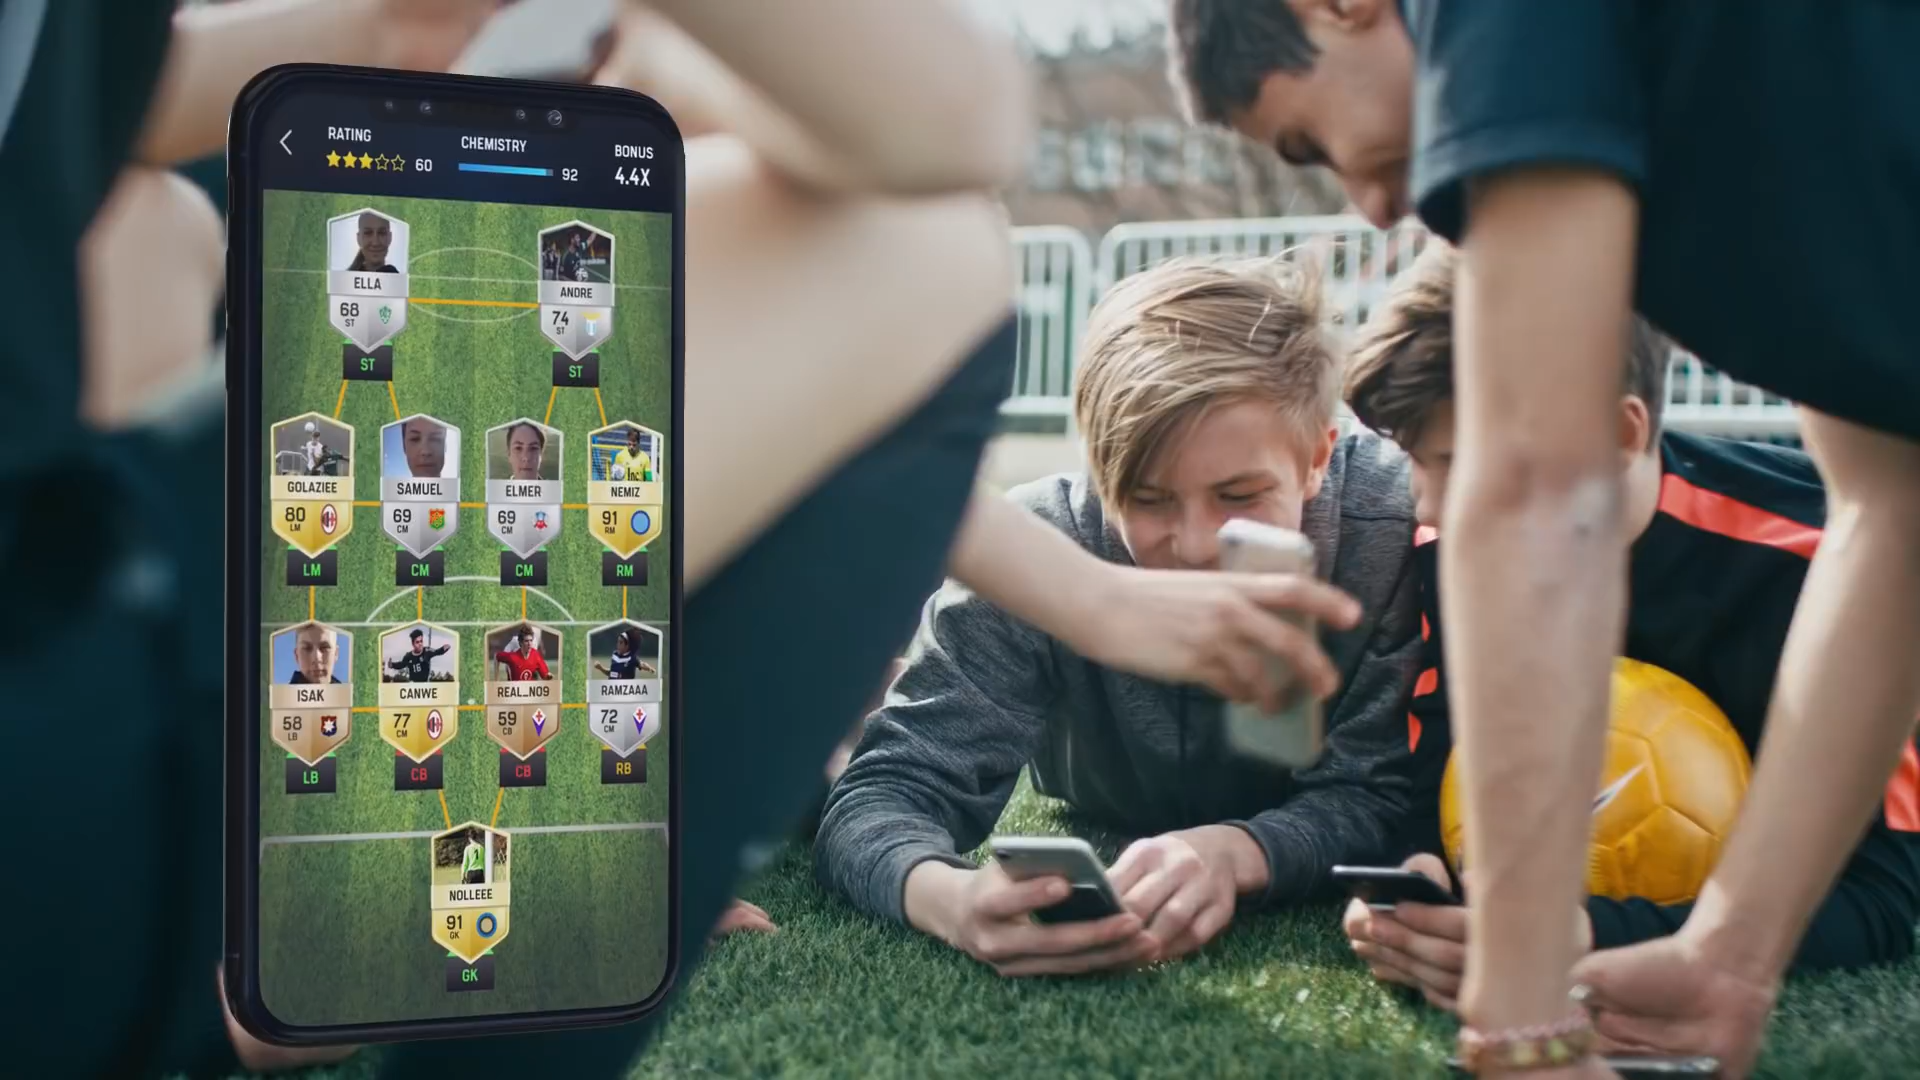 RATING
60
CHEMISTRY
92
BONUS
4.4X
ELLA
68
ST
ST
ANDRE
74
ST
ST
GOLAZIEE
80
LM
LM
SAMUEL
69
CM
CM
ELMER
69
CM
CM
NEMIZ
91
RM
RM
ISAK
58
LB
LB
CANWE
77
CM
CB
REAL_NO9
59
CB
CB
RAMZAAA
72
CM
RB
NOLLEEE
91
GK
GK